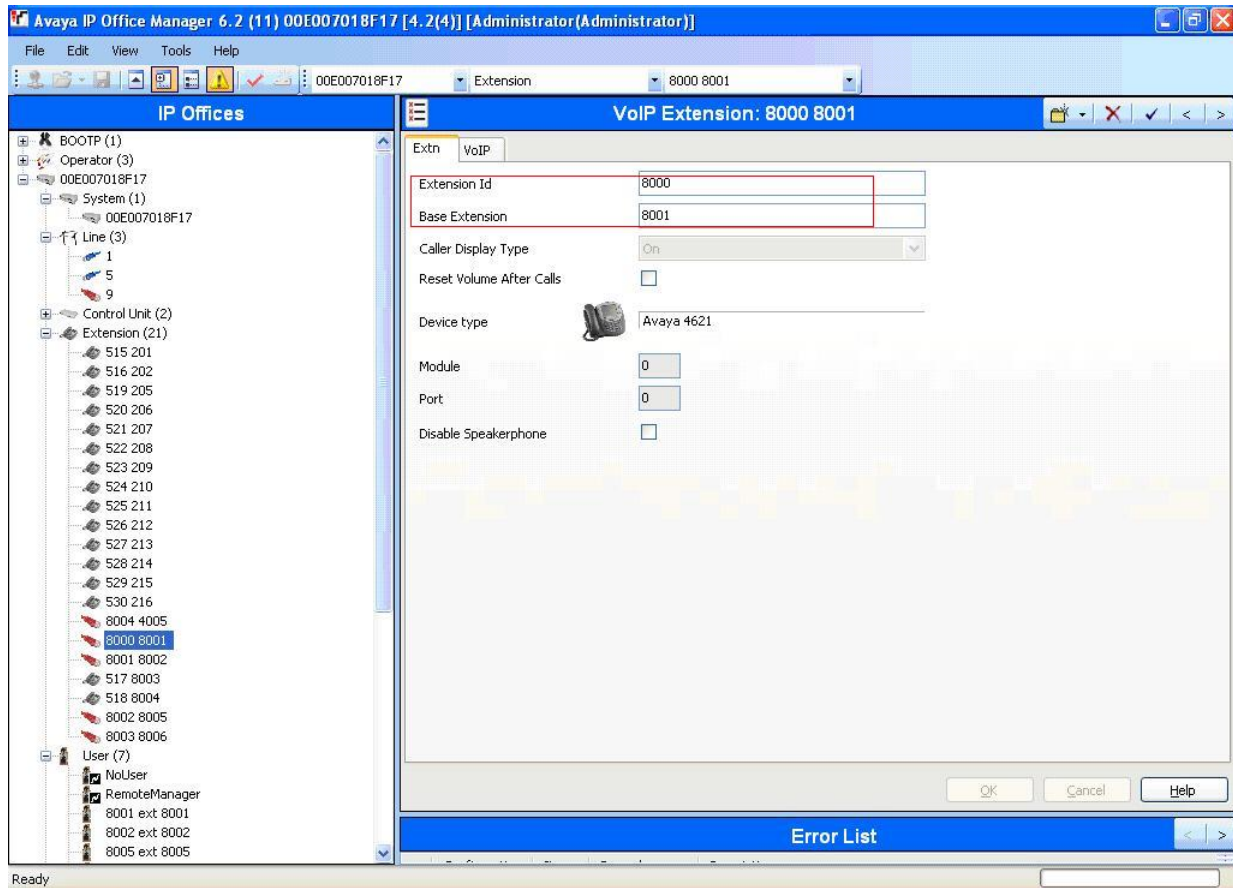 Avaya IP Office Manager 6.2 (11) 00E007018F17 [4.2(4)] [Administrator(Administrator)]
File Edit View Tools Help
00E007018F17 Extension 8000 8001
IP Offices
BOOTP (1)
Operator (3)
00E007018F17
System (1)
00E007018F17
Line (3)
1
5
9
Control Unit (2)
Extension (21)
515 201
516 202
519 205
520 206
521 207
522 208
523 209
524 210
525 211
526 212
527 213
528 214
529 215
530 216
8004 4005
8000 8001
8001 8002
517 8003
518 8004
8002 8005
8003 8006
User (7)
NoUser
RemoteManager
8001 ext 8001
8002 ext 8002
8005 ext 8005
VoIP Extension: 8000 8001
Extn VoIP
Extension Id 8000
Base Extension 8001
Caller Display Type On
Reset Volume After Calls
Device type Avaya 4621
Module 0
Port 0
Disable Speakerphone
OK Cancel Help
Error List
Ready